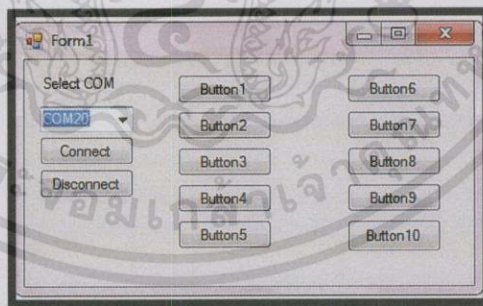 Form1
Select COM
COM20
Connect
Disconnect
Button1
Button2
Button3
Button4
Button5
Button6
Button7
Button8
Button9
Button10